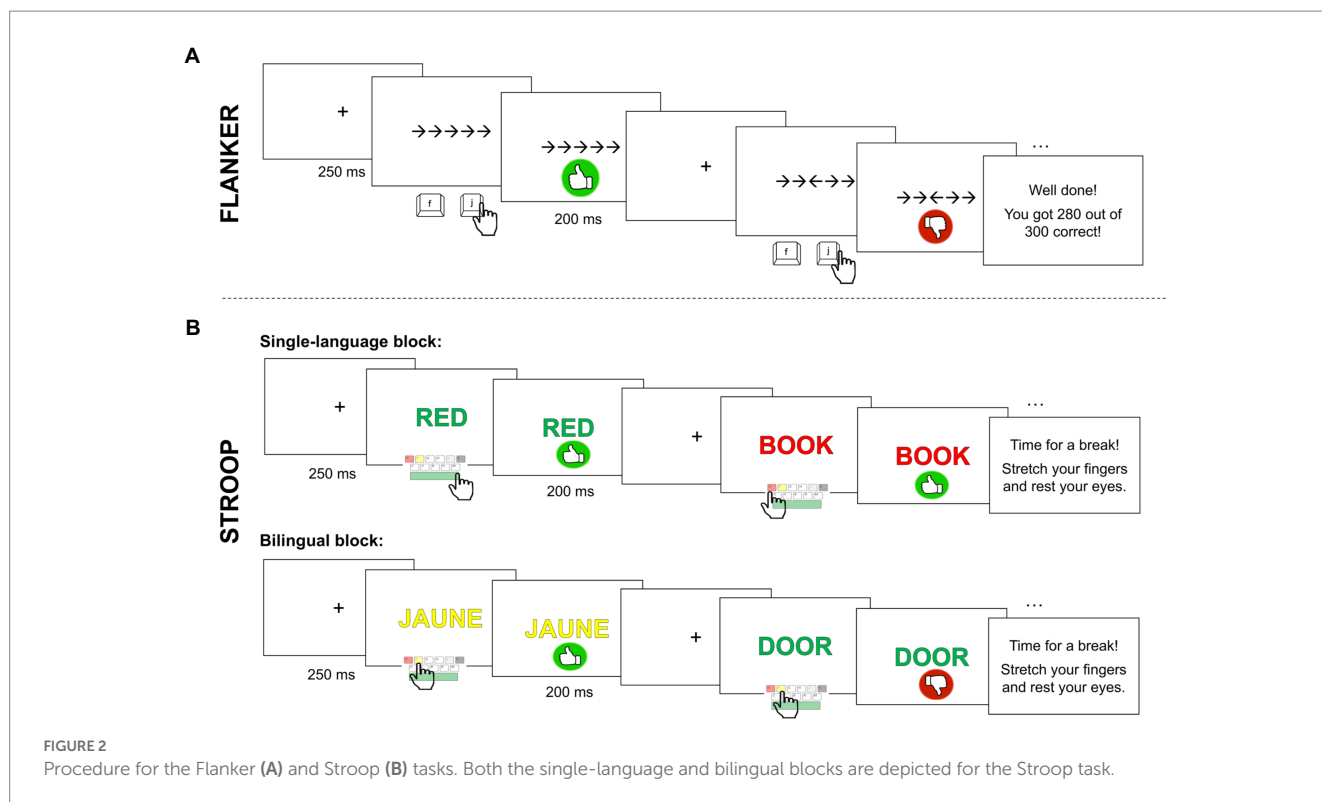 A
FLANKER
+
→→→→→
→→→→→
+
→→←→→
→→←→→
...
250 ms
f j
200 ms
f j
Well done!
You got 280 out of
300 correct!
B
STROOP
Single-language block:
+
RED
RED
+
BOOK
BOOK
...
250 ms
200 ms
Time for a break!
Stretch your fingers
and rest your eyes.
Bilingual block:
+
JAUNE
JAUNE
+
DOOR
DOOR
...
250 ms
200 ms
Time for a break!
Stretch your fingers
and rest your eyes.
FIGURE 2
Procedure for the Flanker (A) and Stroop (B) tasks. Both the single-language and bilingual blocks are depicted for the Stroop task.